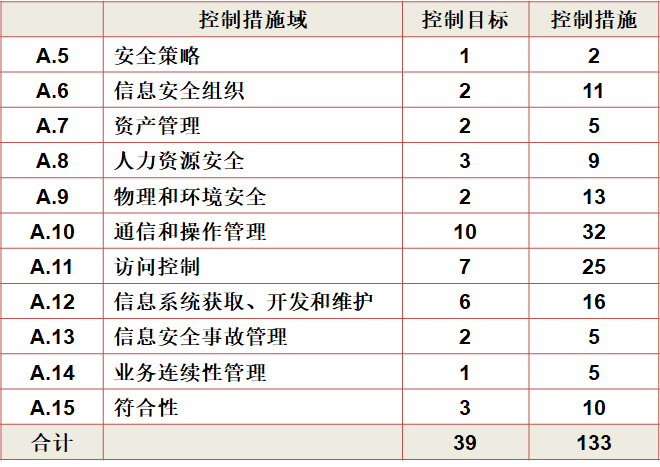 控制措施域 控制目标 控制措施
A.5 安全策略 1 2
A.6 信息安全组织 2 11
A.7 资产管理 2 5
A.8 人力资源安全 3 9
A.9 物理和环境安全 2 13
A.10 通信和操作管理 10 32
A.11 访问控制 7 25
A.12 信息系统获取、开发和维护 6 16
A.13 信息安全事故管理 2 5
A.14 业务连续性管理 1 5
A.15 符合性 3 10
合计 39 133